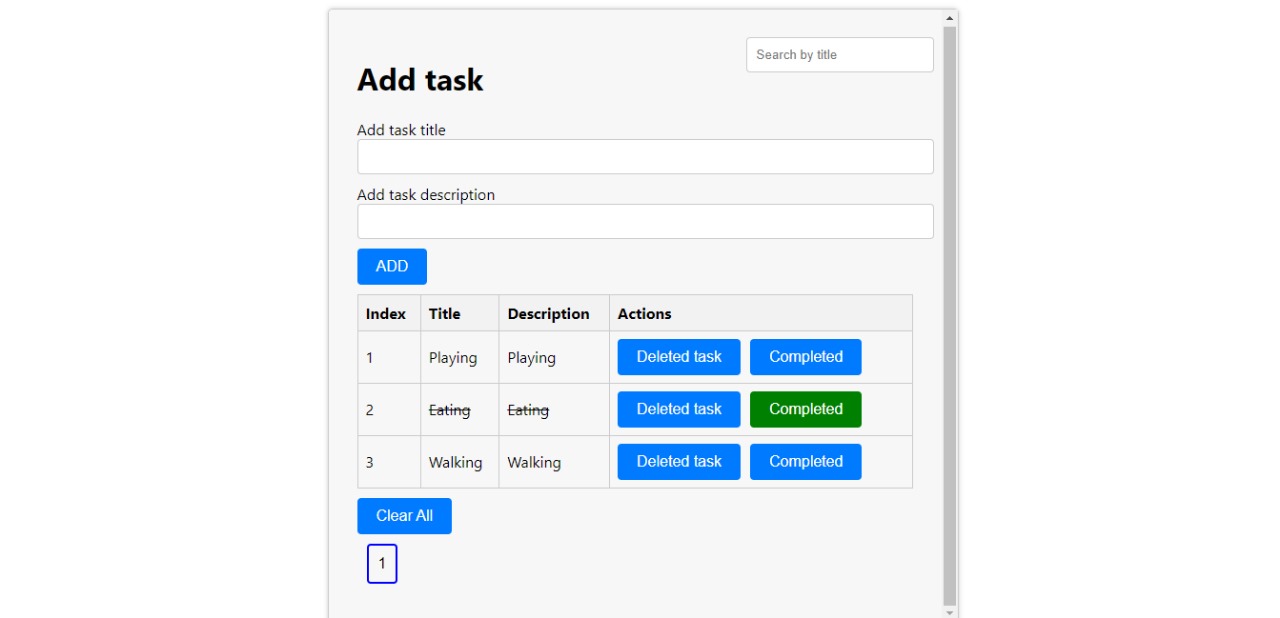 Search by title
Add task
Add task title
Add task description
ADD
Index Title Description Actions
1 Playing Playing Deleted task Completed
2 Eating Eating Deleted task Completed
3 Walking Walking Deleted task Completed
Clear All
1